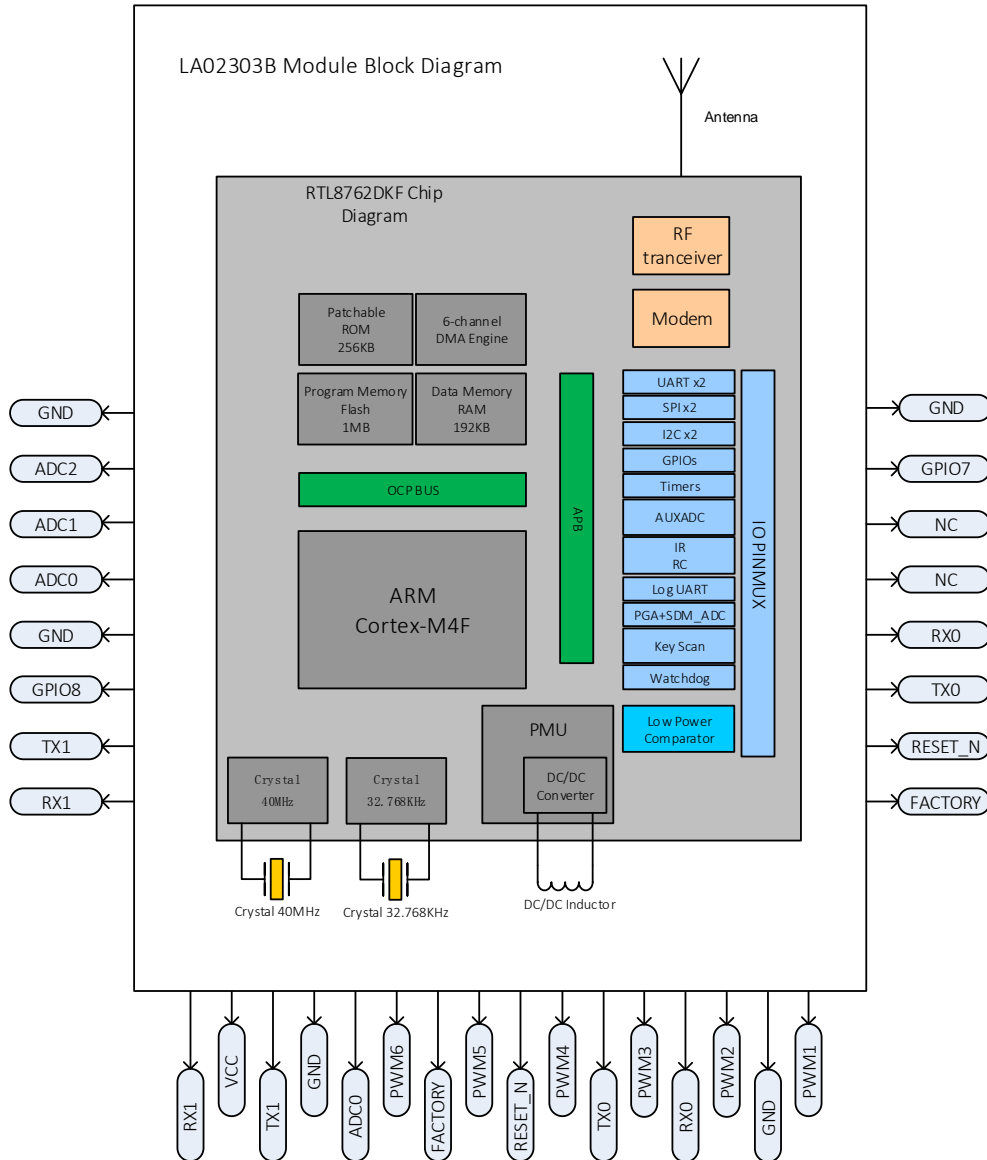 LA02303B Module Block Diagram
Antenna
RTL8762DKF Chip
Diagram
RF
tranceiver
Modem
Patchable
ROM
256KB
6-channel
DMA Engine
Program Memory
Flash
1MB
Data Memory
RAM
192KB
OCP BUS
ARM
Cortex-M4F
APB
UART x2
SPI x2
I2C x2
GPIOs
Timers
AUXADC
IR
RC
Log UART
PGA+SDM_ADC
Key Scan
Watchdog
Low Power
Comparator
IO PINMUX
PMU
DC/DC
Converter
Crystal
40MHz
Crystal
32.768KHz
Crystal 40MHz
Crystal 32.768KHz
DC/DC Inductor
GND
ADC2
ADC1
ADC0
GND
GPIO8
TX1
RX1
GND
GPIO7
NC
NC
RX0
TX0
RESET_N
FACTORY
RX1
VCC
TX1
GND
ADC0
PWM6
FACTORY
PWM5
RESET_N
PWM4
TX0
PWM3
RX0
PWM2
GND
PWM1